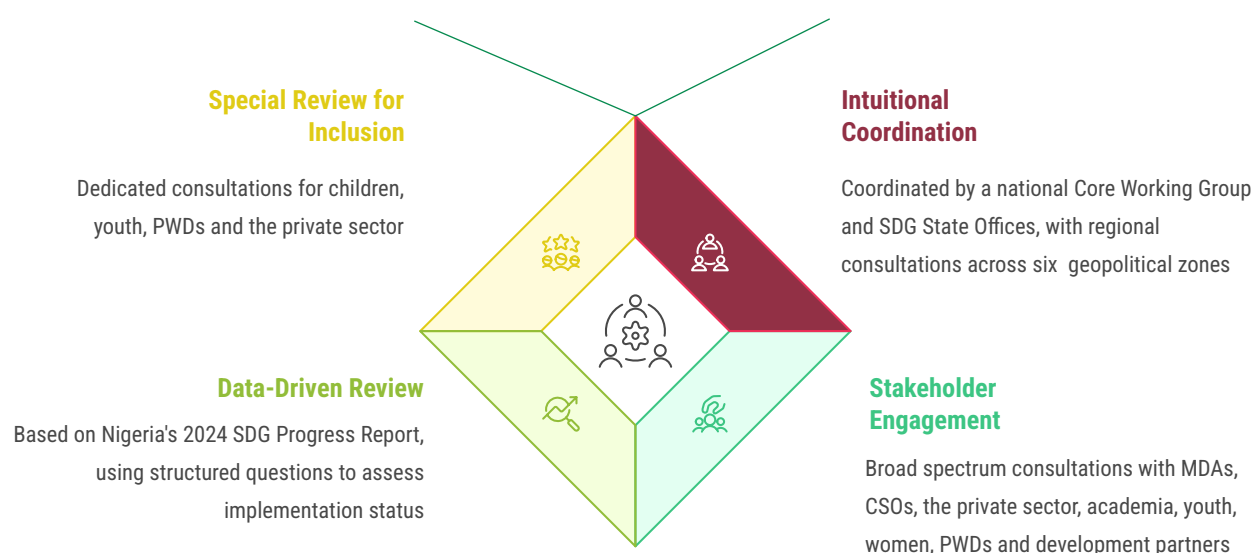 Special Review for
Inclusion
Dedicated consultations for children,
youth, PWDs and the private sector
Intuitional
Coordination
Coordinated by a national Core Working Group
and SDG State Offices, with regional
consultations across six geopolitical zones
Data-Driven Review
Based on Nigeria's 2024 SDG Progress Report,
using structured questions to assess
implementation status
Stakeholder
Engagement
Broad spectrum consultations with MDAs,
CSOs, the private sector, academia, youth,
women, PWDs and development partners